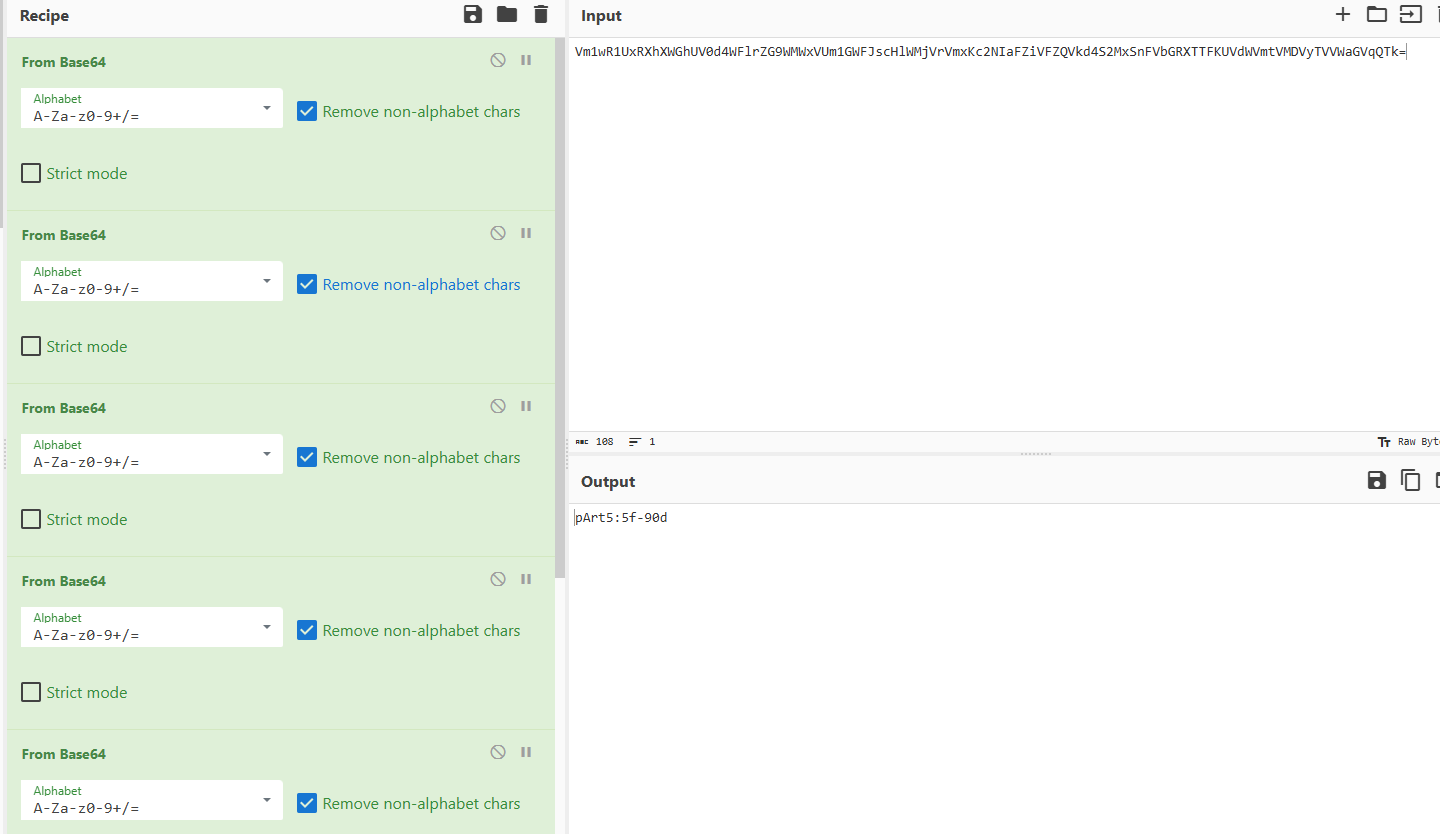 Recipe
From Base64
Alphabet
A-Za-z0-9+/=
Remove non-alphabet chars
Strict mode
From Base64
Alphabet
A-Za-z0-9+/=
Remove non-alphabet chars
Strict mode
From Base64
Alphabet
A-Za-z0-9+/=
Remove non-alphabet chars
Strict mode
From Base64
Alphabet
A-Za-z0-9+/=
Remove non-alphabet chars
Strict mode
From Base64
Alphabet
A-Za-z0-9+/=
Remove non-alphabet chars
Input
Vm1wR1UxRXhXWGhUV0d4WFlrZG9WMWxVUm1GWFJscHlWMjVrVmxKc2NIaFZiVFZQVkd4S2MxSnFVbGRXTTFKUVdWVmtVMDVyTVVWaGVqQTk=
ABC 108 1
Tт Raw Byt
Output
pArt5:5f-90d